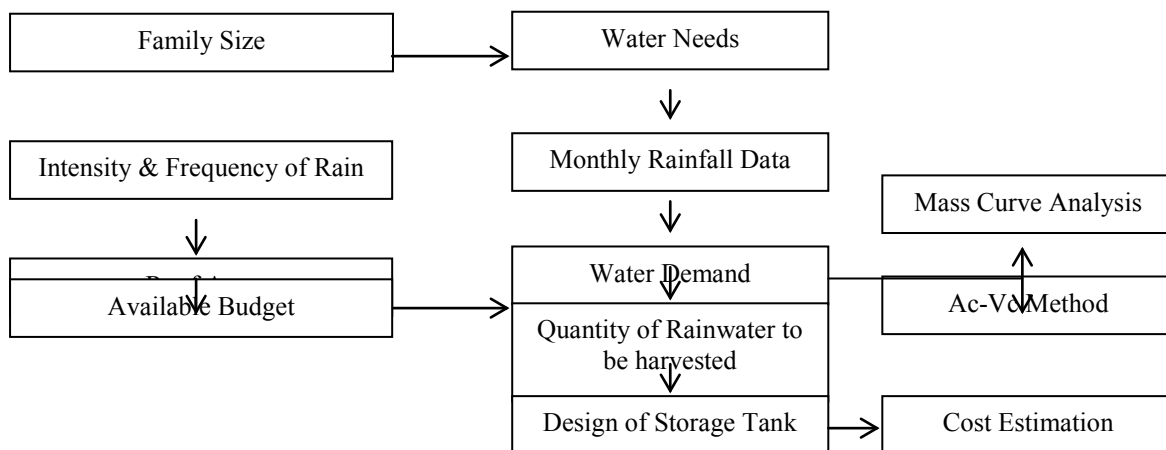 Family Size
Water Needs
Intensity & Frequency of Rain
Monthly Rainfall Data
Mass Curve Analysis
Water Demand
Available Budget
Ac-Vc Method
Quantity of Rainwater to
be harvested
Design of Storage Tank
Cost Estimation